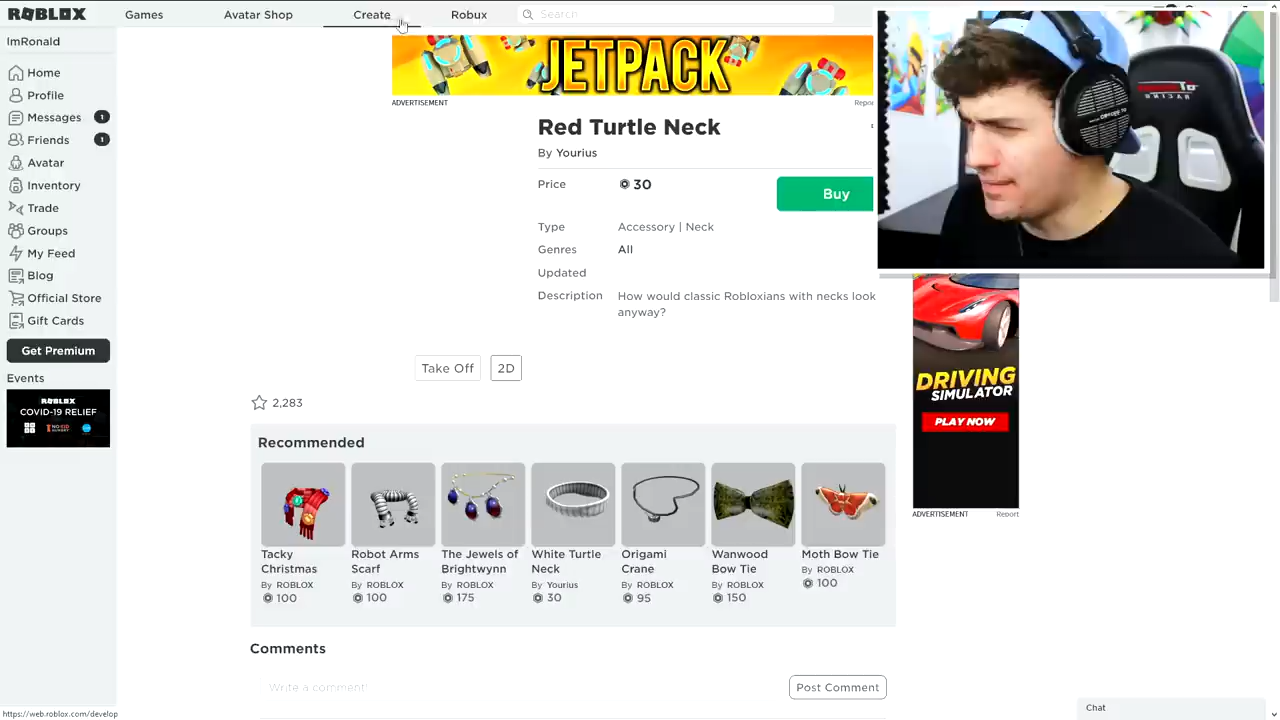 ROBLOX Games Avatar Shop Create Robux Search
ImRonald
Home
Profile
Messages 1
Friends 1
Avatar
Inventory
Trade
Groups
My Feed
Blog
Official Store
Gift Cards
Get Premium
Events
ROBLOX
COVID-19 RELIEF
JETPACK
ADVERTISEMENT
Red Turtle Neck
By Yourius
Price 30
Buy
Type Accessory | Neck
Genres All
Updated
Description How would classic Robloxians with necks look
anyway?
Take Off 2D
2,283
Recommended
Tacky
Christmas
By ROBLOX
100
Robot Arms
Scarf
By ROBLOX
100
The Jewels of
Brightwynn
By ROBLOX
175
White Turtle
Neck
By Yourius
30
Origami
Crane
By ROBLOX
95
Wanwood
Bow Tie
By ROBLOX
150
Moth Bow Tie
By ROBLOX
100
DRIVING
SIMULATOR
PLAY NOW
ADVERTISEMENT Report
Comments
Write a comment!
Post Comment
Chat
https://web.roblox.com/develop